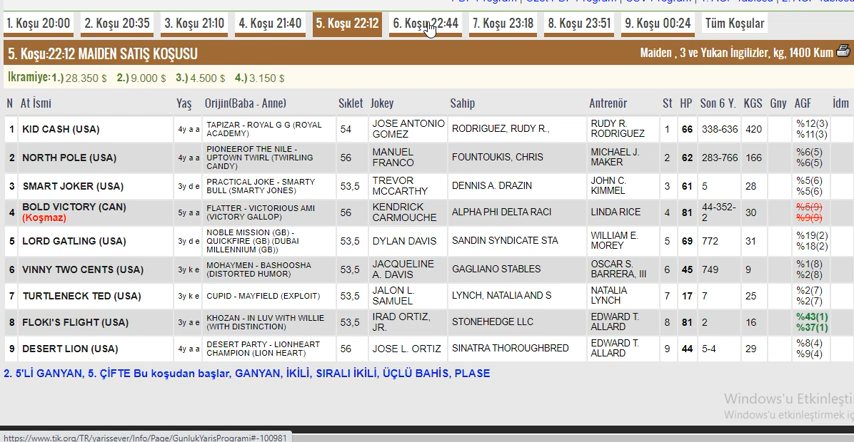 1. Koşu 20:00 2. Koşu 20:35 3. Koşu 21:10 4. Koşu 21:40 5. Koşu 22:12 6. Koşu 22:44 7. Koşu 23:18 8. Koşu 23:51 9. Koşu 00:24 Tüm Koşular
5. Koşu:22:12 MAIDEN SATIŞ KOŞUSU Maiden , 3 ve Yukarı İngilizler, kg, 1400 Kum
İkramiye:1.) 28.350 $ 2.) 9.000 $ 3.) 4.500 $ 4.) 3.150 $
N At İsmi Yaş Orijin(Baba - Anne) Sıklet Jokey Sahip Antrenör St HP Son 6 Y. KGS Gny AGF İdm
1 KID CASH (USA) 4y a a TAPIZAR - ROYAL G G (ROYAL ACADEMY) 54 JOSE ANTONIO GOMEZ RODRIGUEZ, RUDY R., RUDY R. RODRIGUEZ 1 66 338-636 420 %12(3) %11(3)
2 NORTH POLE (USA) 4y a a PIONEEROF THE NILE - UPTOWN TWIRL (TWIRLING CANDY) 56 MANUEL FRANCO FOUNTOUKIS, CHRIS MICHAEL J. MAKER 2 62 283-766 166 %6(5) %6(5)
3 SMART JOKER (USA) 3y d e PRACTICAL JOKE - SMARTY BULL (SMARTY JONES) 53,5 TREVOR MCCARTHY DENNIS A. DRAZIN JOHN C. KIMMEL 3 61 5 28 %5(6) %5(6)
4 BOLD VICTORY (CAN) (Koşmaz) 5y a a FLATTER - VICTORIOUS AMI (VICTORY GALLOP) 56 KENDRICK CARMOUCHE ALPHA PHI DELTA RACI LINDA RICE 4 81 44-352-2 30 %5(9) %9(9)
5 LORD GATLING (USA) 3y d e NOBLE MISSION (GB) - QUICKFIRE (GB) (DUBAI MILLENNIUM (GB)) 53,5 DYLAN DAVIS SANDIN SYNDICATE STA WILLIAM E. MOREY 5 69 772 31 %19(2) %18(2)
6 VINNY TWO CENTS (USA) 3y k e MOHAYMEN - BASHOOSHA (DISTORTED HUMOR) 53,5 JACQUELINE A. DAVIS GAGLIANO STABLES OSCAR S. BARRERA, III 6 45 749 9 %1(8) %2(8)
7 TURTLENECK TED (USA) 3y k e CUPID - MAYFIELD (EXPLOIT) 53,5 JALON L. SAMUEL LYNCH, NATALIA AND S NATALIA LYNCH 7 17 7 25 %2(7) %2(7)
8 FLOKI'S FLIGHT (USA) 3y a e KHOZAN - IN LUV WITH WILLIE (WITH DISTINCTION) 53,5 IRAD ORTIZ, JR. STONEHEDGE LLC EDWARD T. ALLARD 8 81 2 16 %43(1) %37(1)
9 DESERT LION (USA) 4y a a DESERT PARTY - LIONHEART CHAMPION (LION HEART) 56 JOSE L. ORTIZ SINATRA THOROUGHBRED EDWARD T. ALLARD 9 44 5-4 29 %8(4) %9(4)
2. 5'Lİ GANYAN, 5. ÇİFTE Bu koşudan başlar, GANYAN, İKİLİ, SIRALI İKİLİ, ÜÇLÜ BAHİS, PLASE
Windows'u Etkinleşti
Windows'u etkinleştirmek iç
https://www.tjk.org/TR/yarissever/Info/Page/GunlukYarisProgrami#-100981